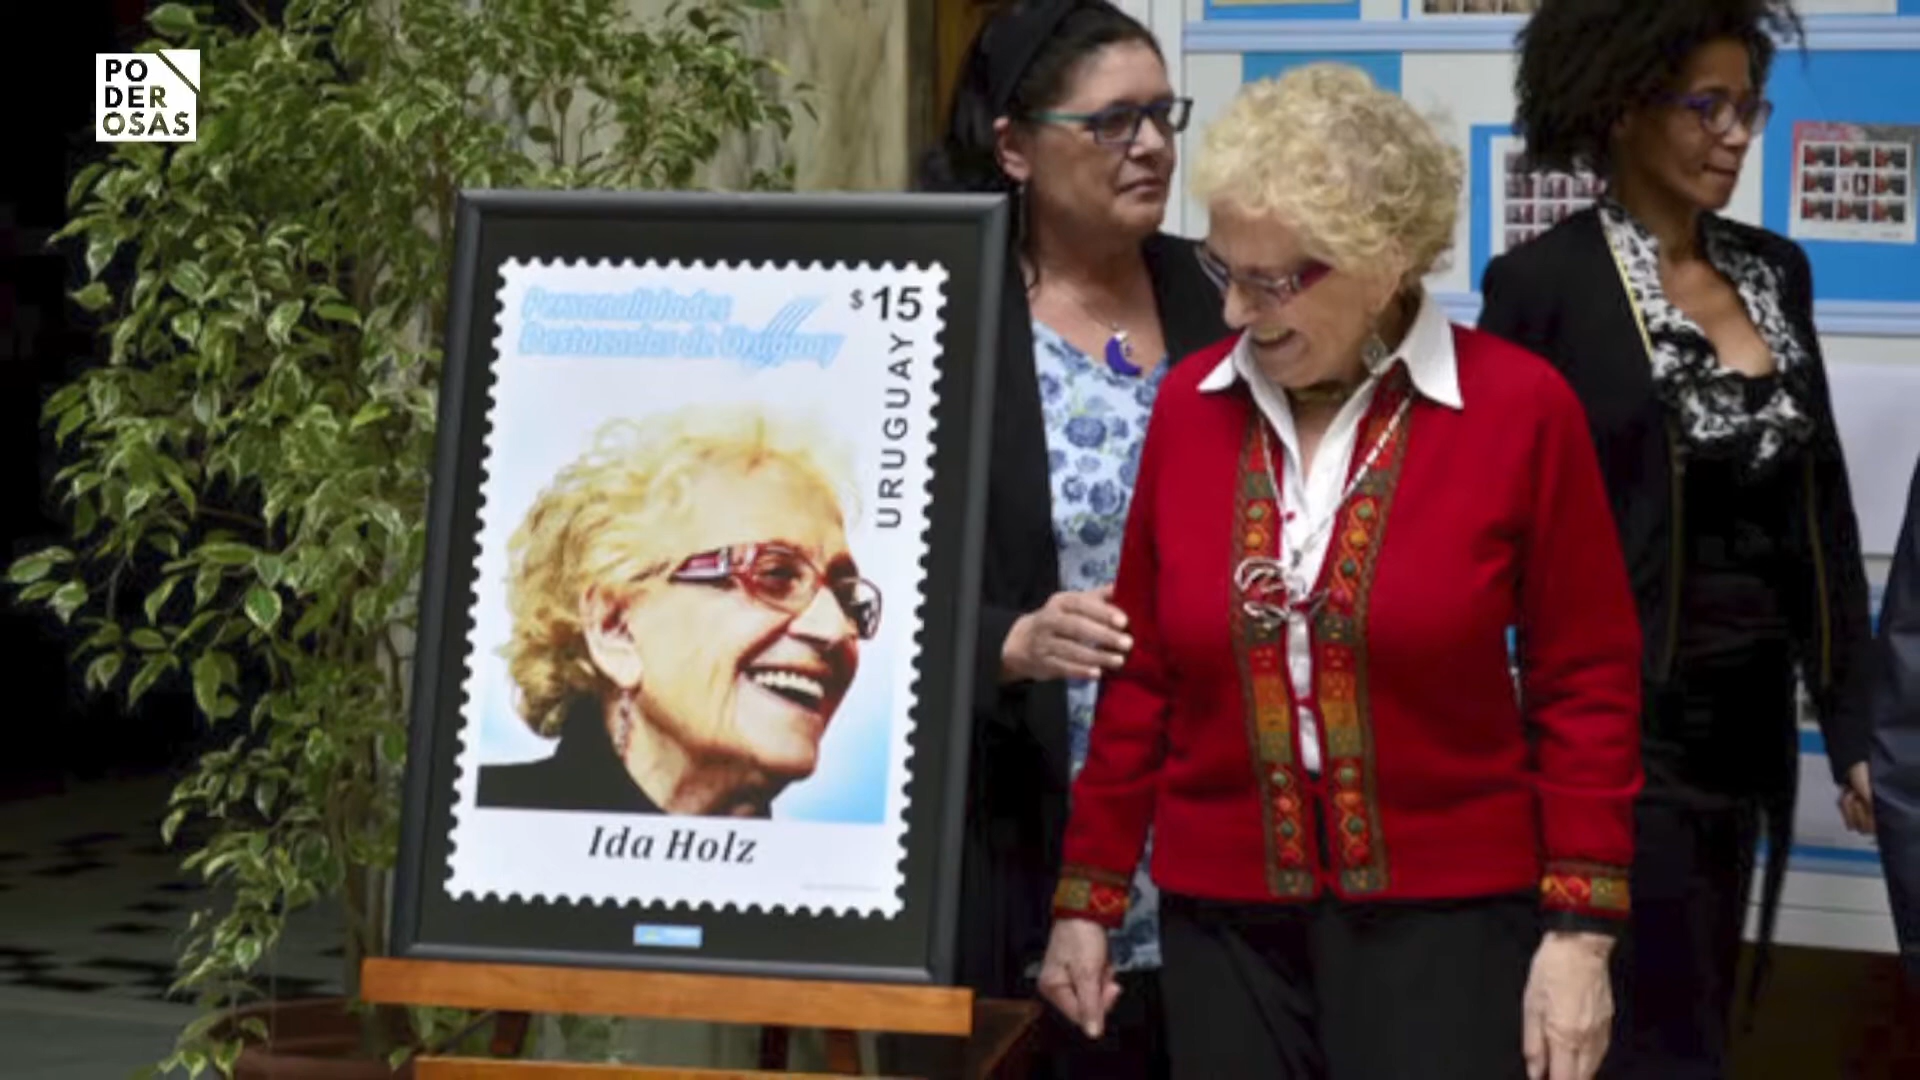 PO
DER
OSAS
Personalidades
Destacadas de Uruguay
$15
URUGUAY
Ida Holz